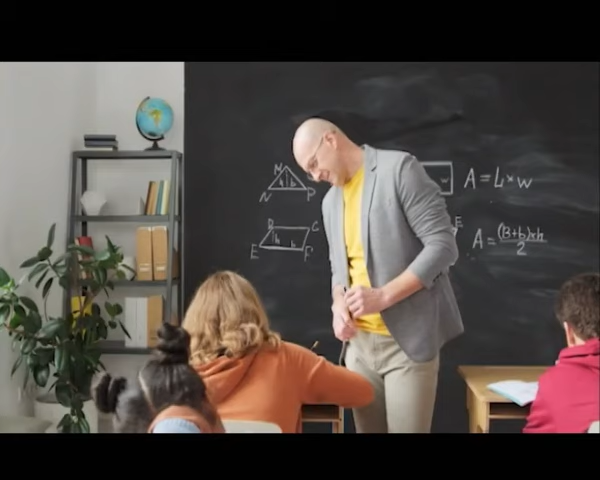 M
h b
N P
A = L×w
B C
h b
E F
E
A = (B+b)×h
2